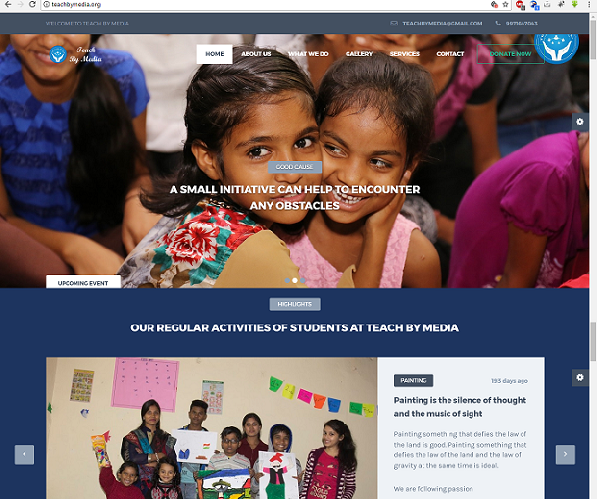 teachbymedia.org
WELCOME TO TEACH BY MEDIA
TEACHBYMEDIA@GMAIL.COM
Teach
By Media
HOME
ABOUT US
WHAT WE DO
GALLERY
SERVICES
CONTACT
DONATE NOW
GOOD CAUSE
A SMALL INITIATIVE CAN HELP TO ENCOUNTER
ANY OBSTACLES
UPCOMING EVENT
HIGHLIGHTS
OUR REGULAR ACTIVITIES OF STUDENTS AT TEACH BY MEDIA
PAINTING
193 days ago
Painting is the silence of thought
and the music of sight
Painting something that defies the law of
the land is good.Painting something that
defies the law of the land and the law of
gravity at the same time is ideal.
We are following passion